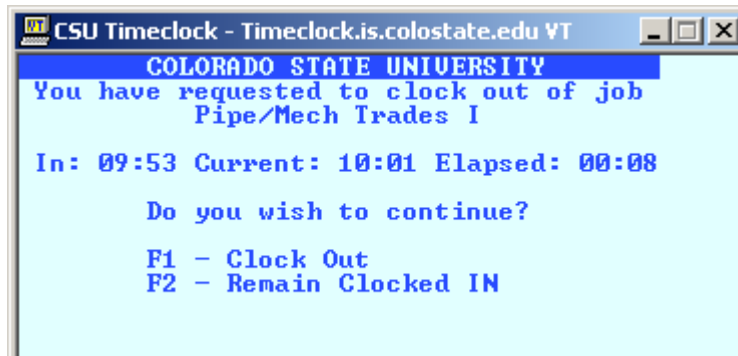 CSU Timeclock - Timeclock.is.colostate.edu VT
COLORADO STATE UNIVERSITY
You have requested to clock out of job
Pipe/Mech Trades I
In: 09:53 Current: 10:01 Elapsed: 00:08
Do you wish to continue?
F1 - Clock Out
F2 - Remain Clocked IN